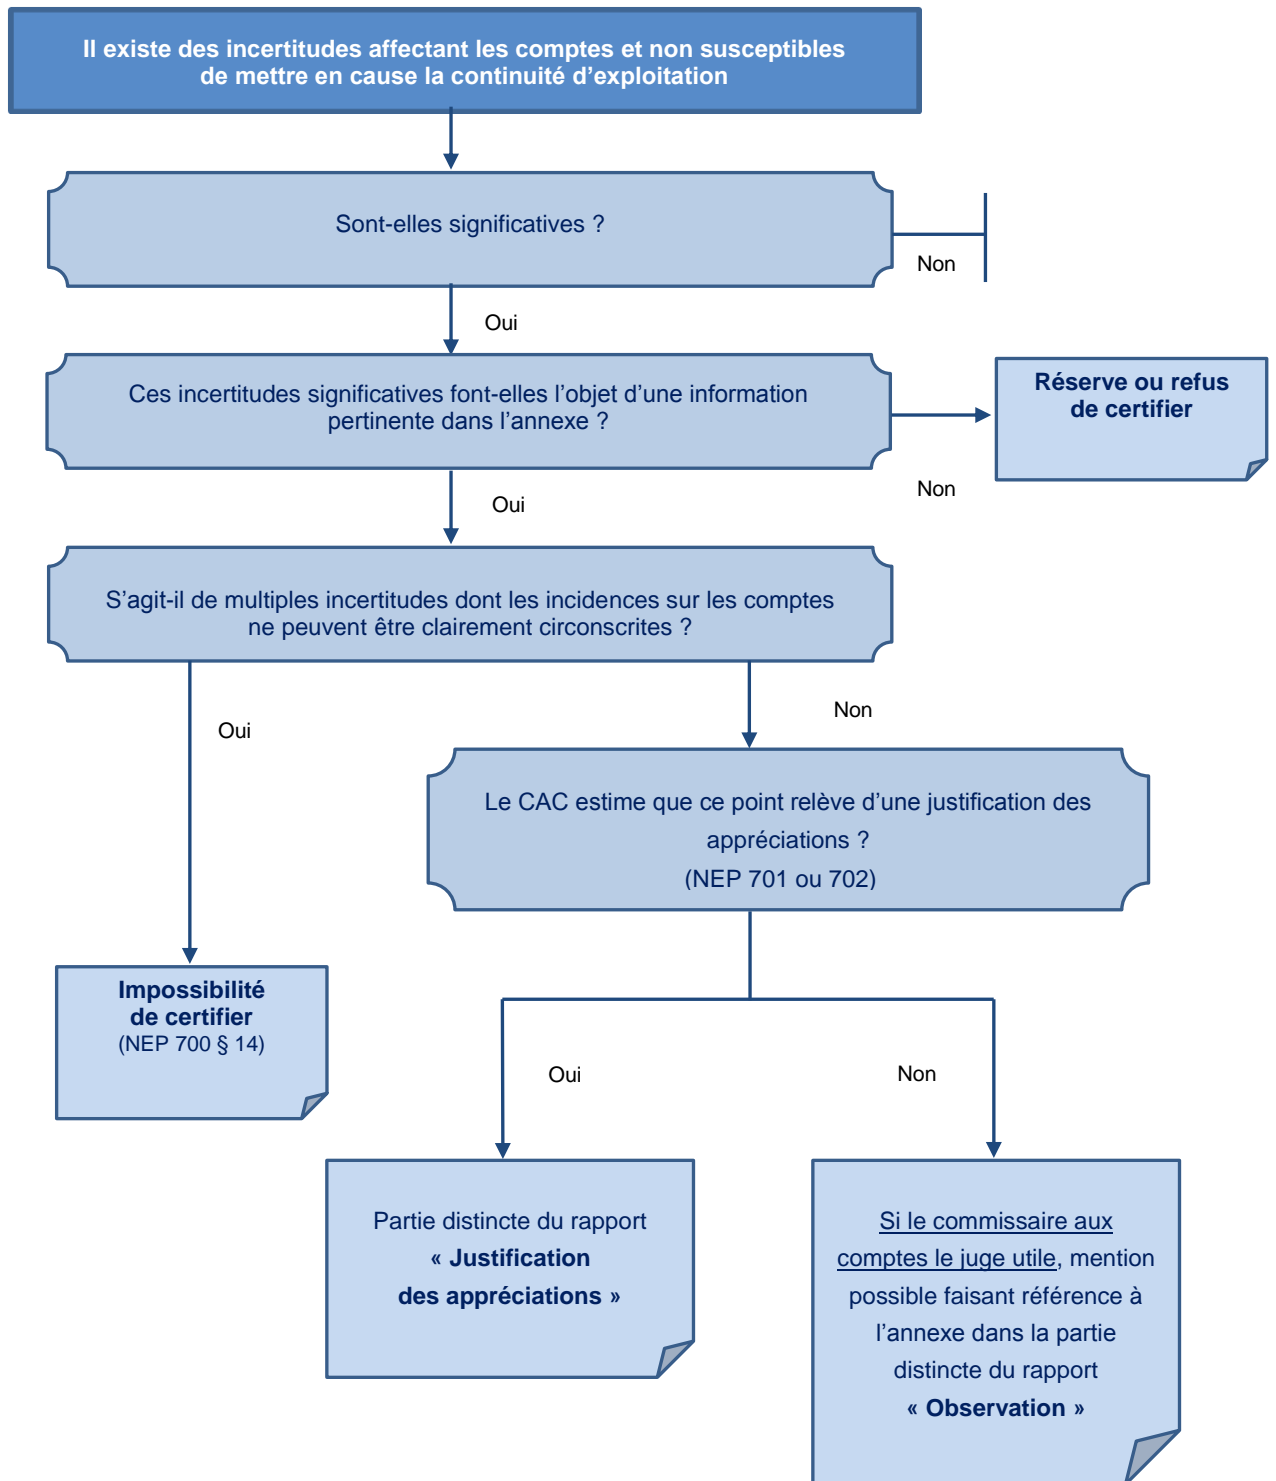 Il existe des incertitudes affectant les comptes et non susceptibles
de mettre en cause la continuité d’exploitation
Sont-elles significatives ?
Non
Oui
Ces incertitudes significatives font-elles l’objet d’une information
pertinente dans l’annexe ?
Réserve ou refus
de certifier
Non
Oui
S’agit-il de multiples incertitudes dont les incidences sur les comptes
ne peuvent être clairement circonscrites ?
Non
Oui
Le CAC estime que ce point relève d’une justification des
appréciations ?
(NEP 701 ou 702)
Impossibilité
de certifier
(NEP 700 § 14)
Oui
Non
Partie distincte du rapport
« Justification
des appréciations »
Si le commissaire aux
comptes le juge utile, mention
possible faisant référence à
l’annexe dans la partie
distincte du rapport
« Observation »